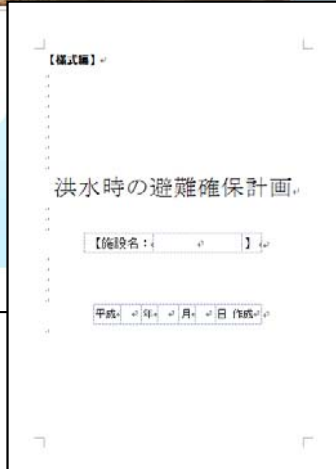 【様式編】
洪水時の避難確保計画
【施設名： 】
平成 年 月 日 作成